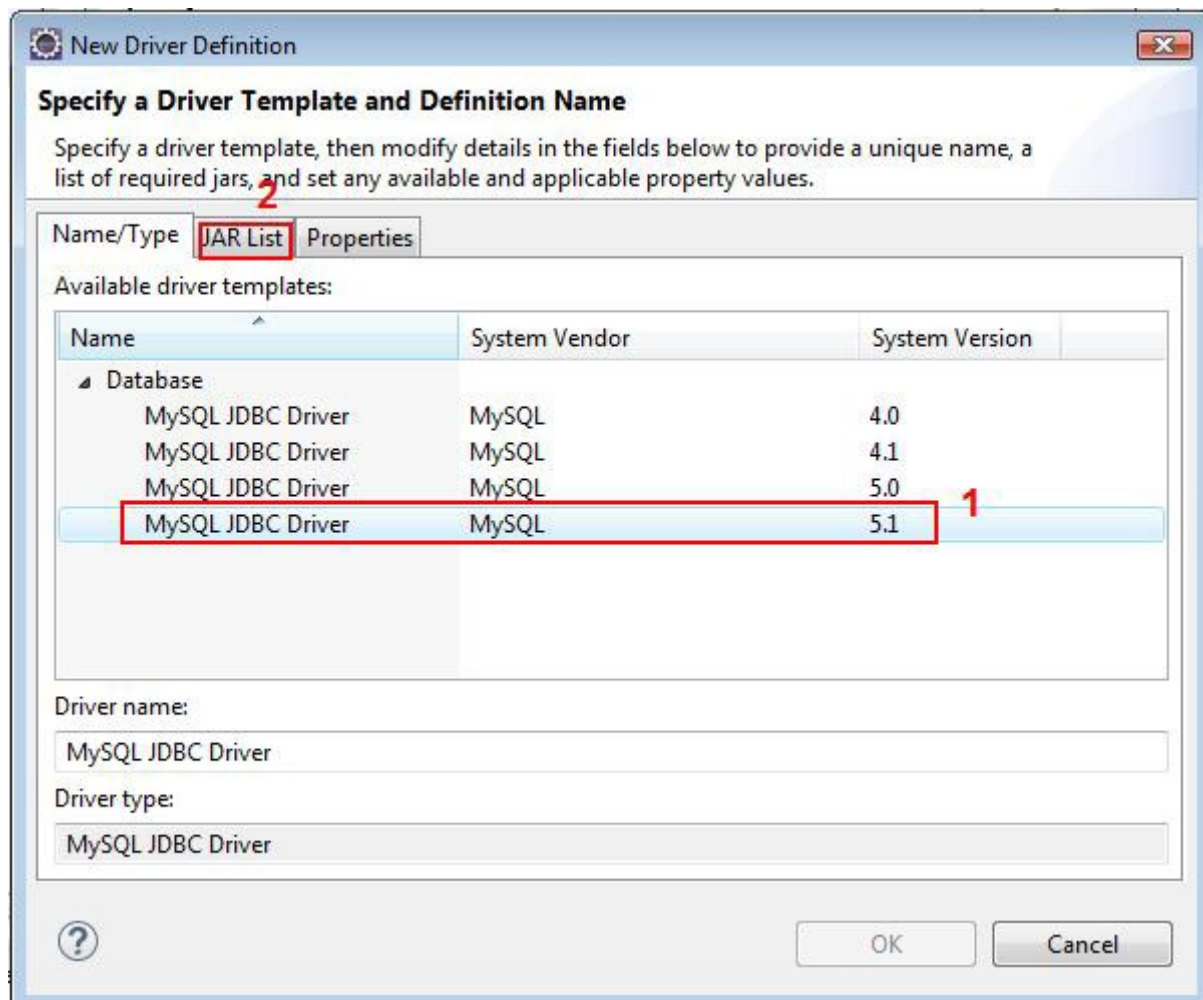 New Driver Definition
Specify a Driver Template and Definition Name
Specify a driver template, then modify details in the fields below to provide a unique name, a
list of required jars, and set any available and applicable property values.
2
Name/Type JAR List Properties
Available driver templates:
Name System Vendor System Version
Database
MySQL JDBC Driver MySQL 4.0
MySQL JDBC Driver MySQL 4.1
MySQL JDBC Driver MySQL 5.0
MySQL JDBC Driver MySQL 5.1 1
Driver name:
MySQL JDBC Driver
Driver type:
MySQL JDBC Driver
? OK Cancel